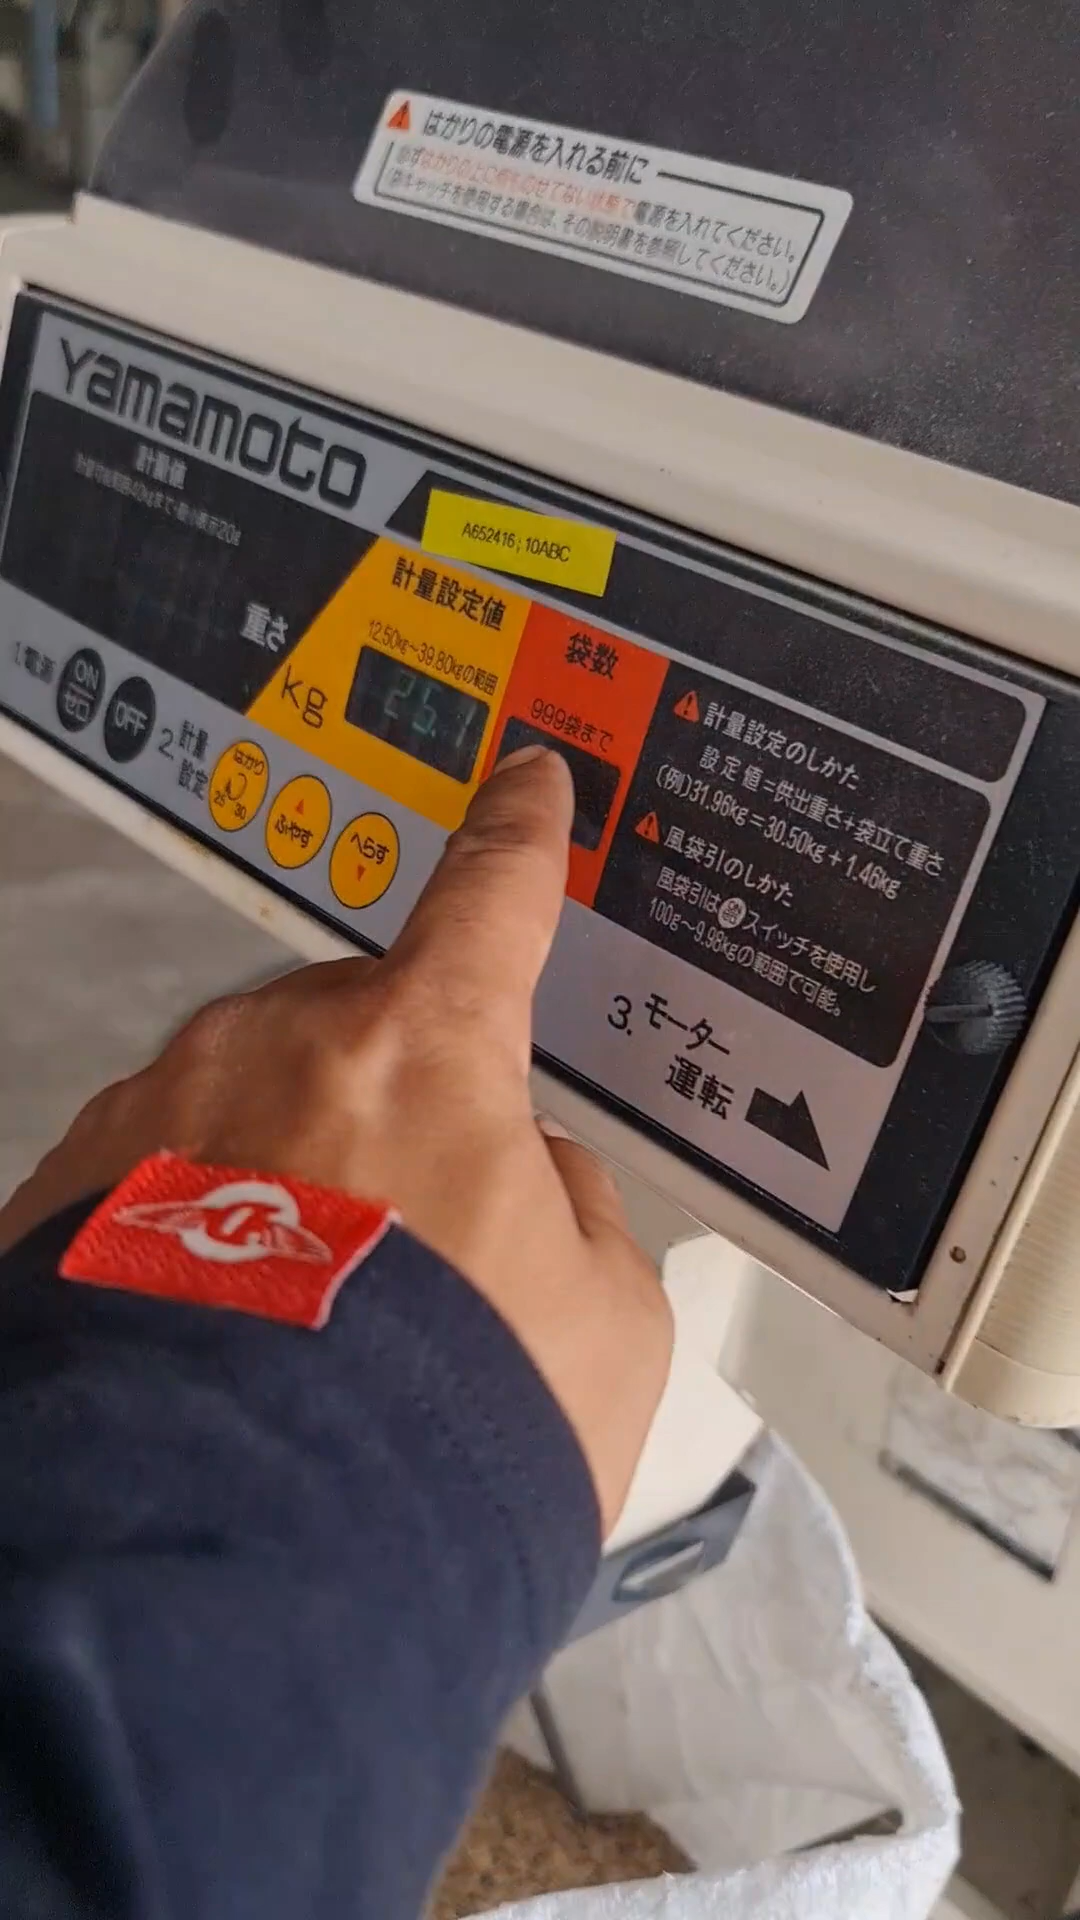 はかりの電源を入れる前に
必ずはかりの上に何ものせてない状態で電源を入れてください。
(袋キャッチを使用する場合は、その説明書を参照してください。)
Yamamoto
計量値
重さ
A652416;10ABC
計量設定値
12.50kg〜39.80kgの範囲
kg
袋数
999袋まで
計量設定のしかた
設定値=供出重さ+袋立て重さ
(例)31.96kg=30.50kg+1.46kg
風袋引のしかた
風袋引は スイッチを使用し
100g〜9.98kgの範囲で可能。
1.電源
ON
ゼロ
OFF
2.計量
設定
はかり
25 30
ふやす
へらす
3.モーター
運転